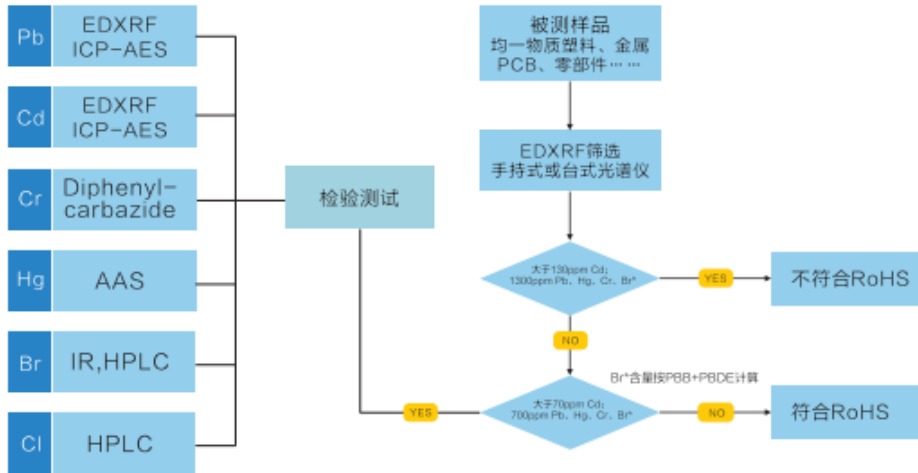 Pb
EDXRF
ICP-AES
Cd
EDXRF
ICP-AES
Cr
Diphenyl-
carbazide
Hg
AAS
Br
IR,HPLC
Cl
HPLC
检验测试
被测样品
均一物质塑料、金属
PCB、零部件……
EDXRF筛选
手持式或台式光谱仪
大于130ppm Cd;
1300ppm Pb、Hg、Cr、Br*
YES
不符合RoHS
NO
Br*含量按PBB+PBDE计算
大于70ppm Cd;
700ppm Pb、Hg、Cr、Br*
YES
NO
符合RoHS